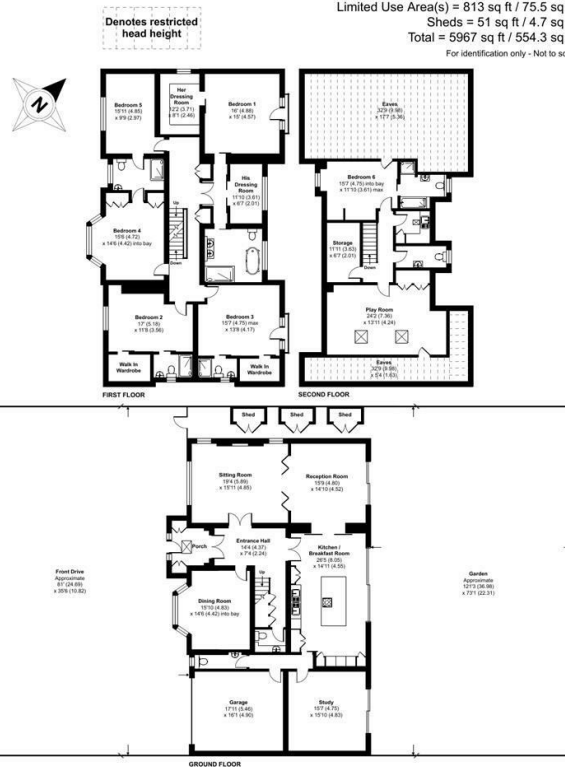 Limited Use Area(s) = 813 sq ft / 75.5 sq
Sheds = 51 sq ft / 4.7 sq
Total = 5967 sq ft / 554.3 sq
For identification only - Not to sc
Denotes restricted
head height
N
Bedroom 5
15'11 (4.85)
x 9'9 (2.97)
Her
Dressing
Room
12'2 (3.71)
x 8'1 (2.46)
Bedroom 1
16' (4.88)
x 15' (4.57)
His
Dressing
Room
11'10 (3.61)
x 6'7 (2.01)
Up
Down
Bedroom 4
15'6 (4.72)
x 14'6 (4.42) into bay
Bedroom 2
17' (5.18)
x 11'8 (3.56)
Bedroom 3
15'7 (4.75) max
x 13'8 (4.17)
Walk In
Wardrobe
Walk In
Wardrobe
FIRST FLOOR
Eaves
32'9 (9.98)
x 17'7 (5.36)
Bedroom 6
15'7 (4.75) into bay
x 11'10 (3.61) max
Storage
11'11 (3.63)
x 6'7 (2.01)
Down
Play Room
24'2 (7.36)
x 13'11 (4.24)
Eaves
32'9 (9.98)
x 5'4 (1.63)
SECOND FLOOR
Shed
Shed
Shed
Sitting Room
19'4 (5.89)
x 15'11 (4.85)
Reception Room
15'9 (4.80)
x 14'10 (4.52)
Porch
Entrance Hall
14'4 (4.37)
x 7'4 (2.24)
Kitchen /
Breakfast Room
26'5 (8.05)
x 14'11 (4.55)
Up
Front Drive
Approximate
81' (24.69)
x 35'6 (10.82)
Garden
Approximate
121'3 (36.96)
x 73'1 (22.31)
Dining Room
15'10 (4.83)
x 14'6 (4.42) into bay
Garage
17'11 (5.46)
x 16'1 (4.90)
Study
15'7 (4.75)
x 15'10 (4.83)
GROUND FLOOR